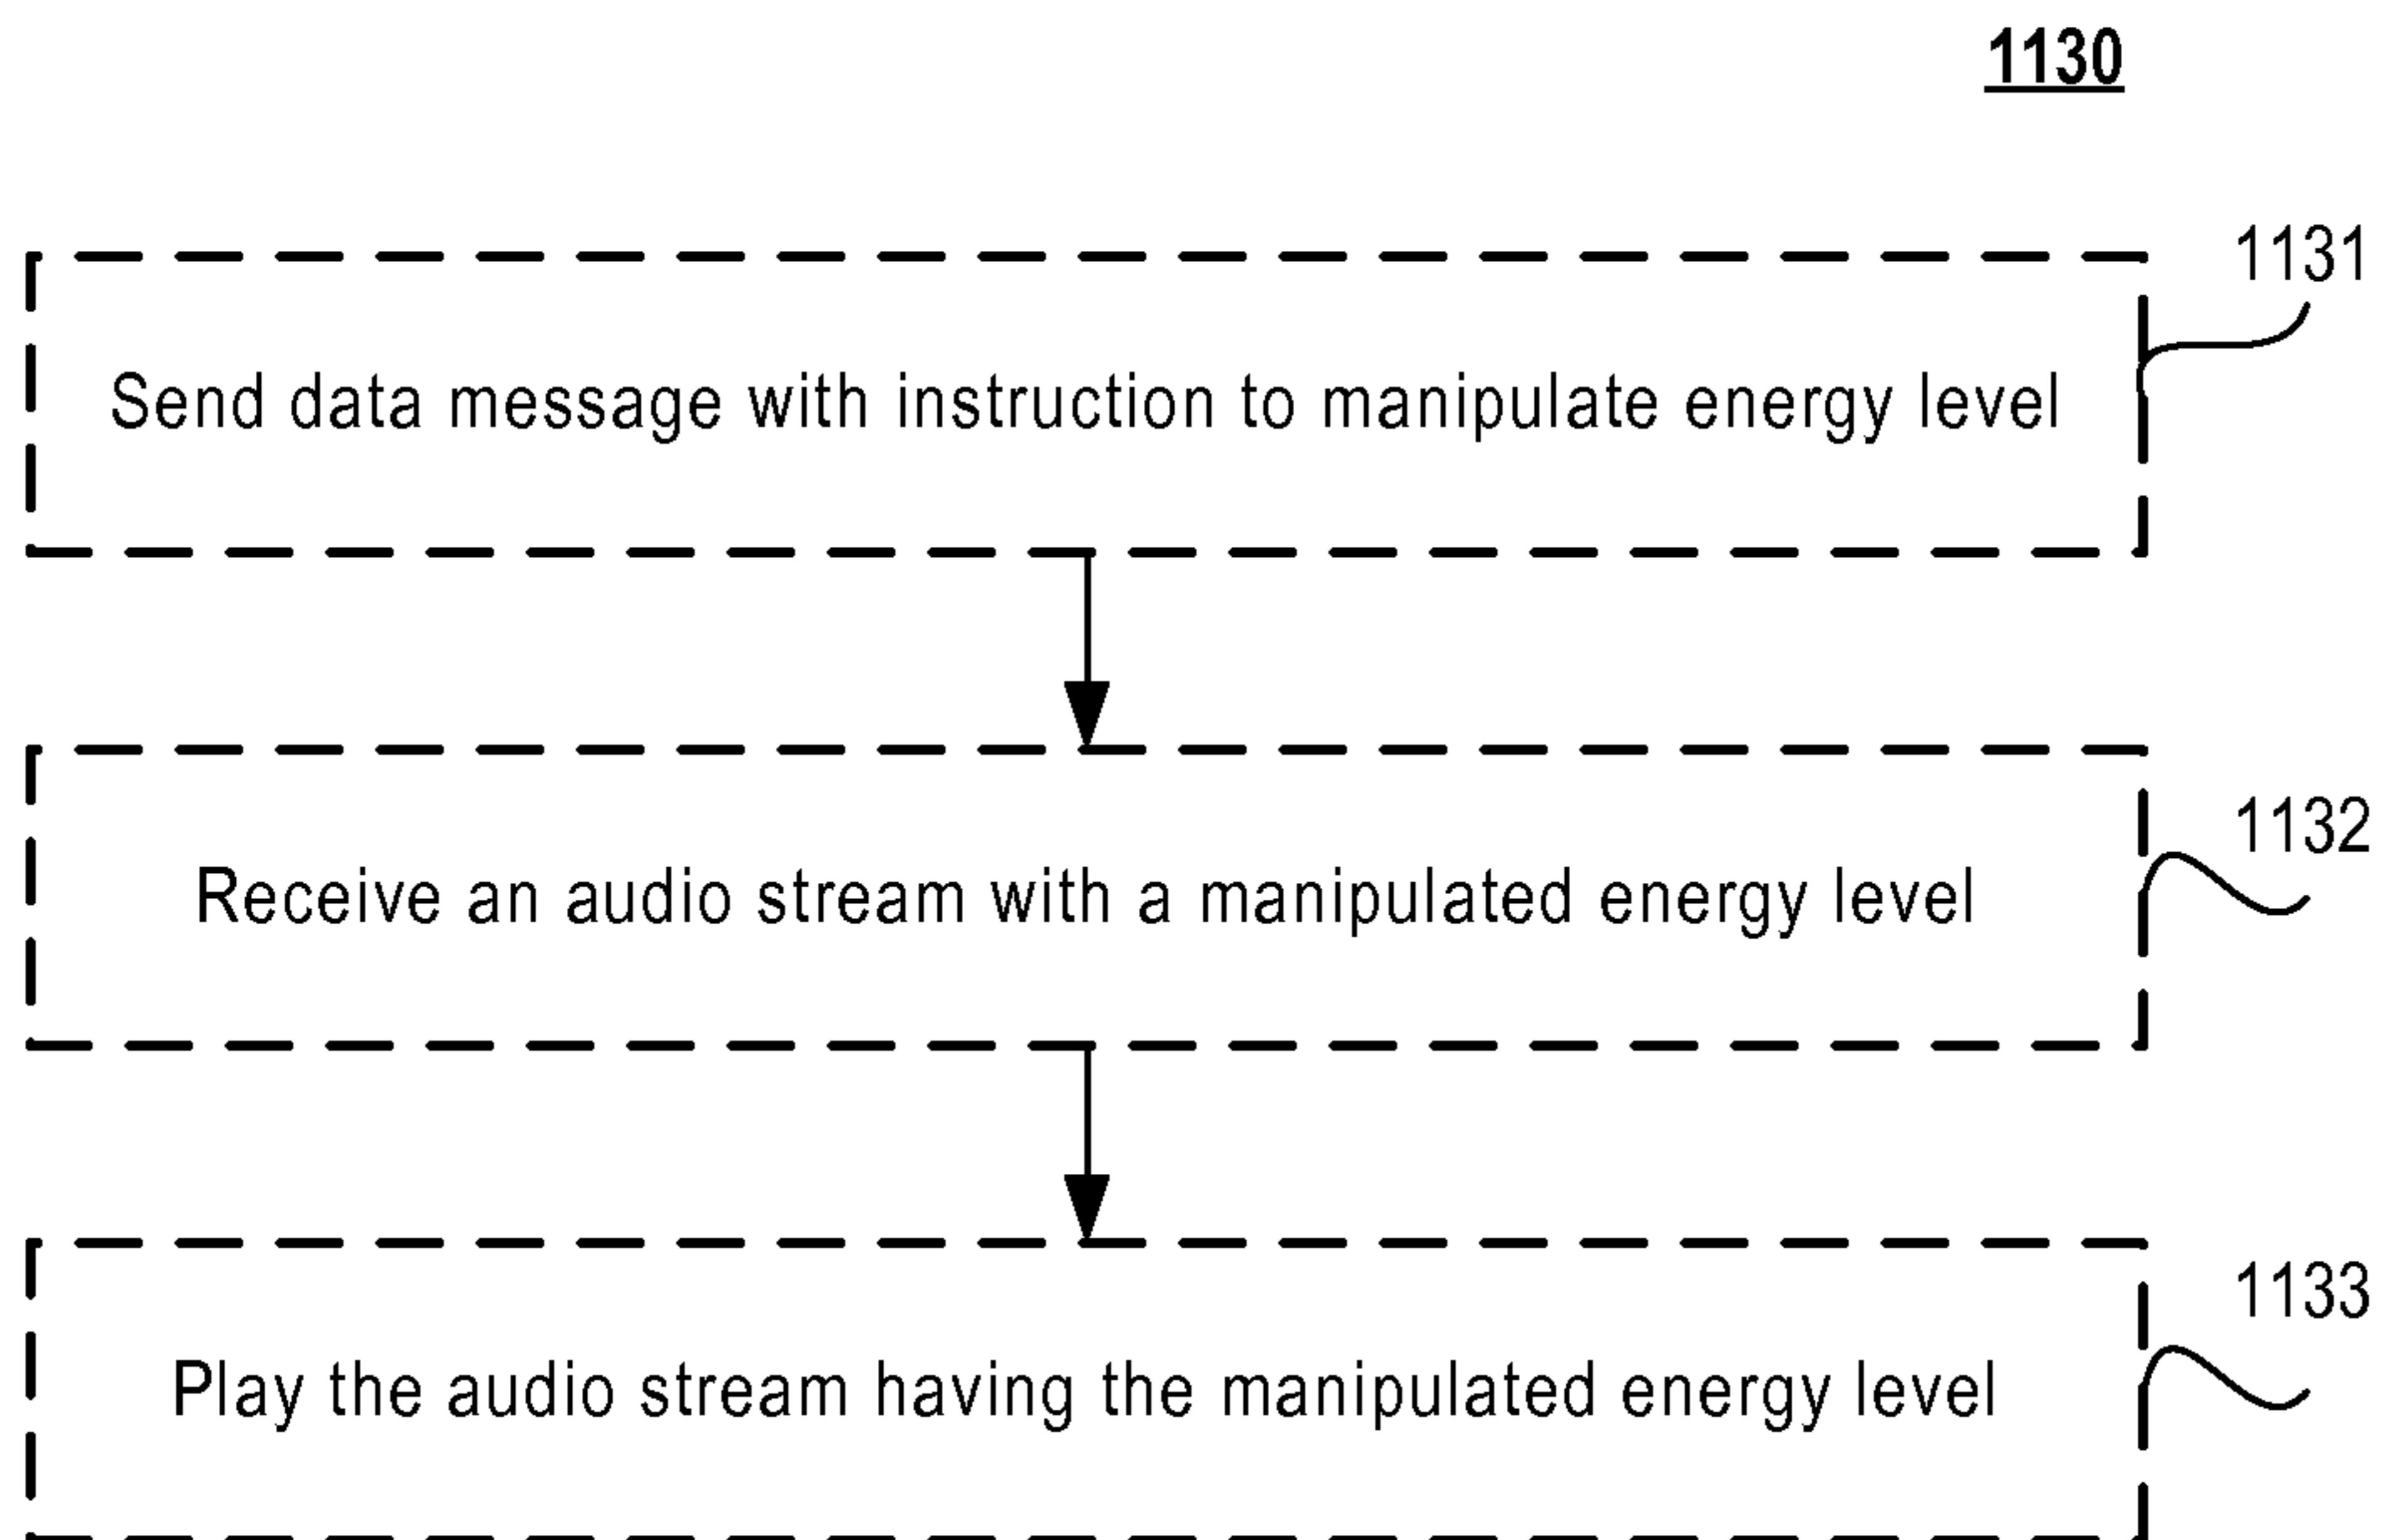 1130
1131
Send data message with instruction to manipulate energy level
1132
Receive an audio stream with a manipulated energy level
1133
Play the audio stream having the manipulated energy level